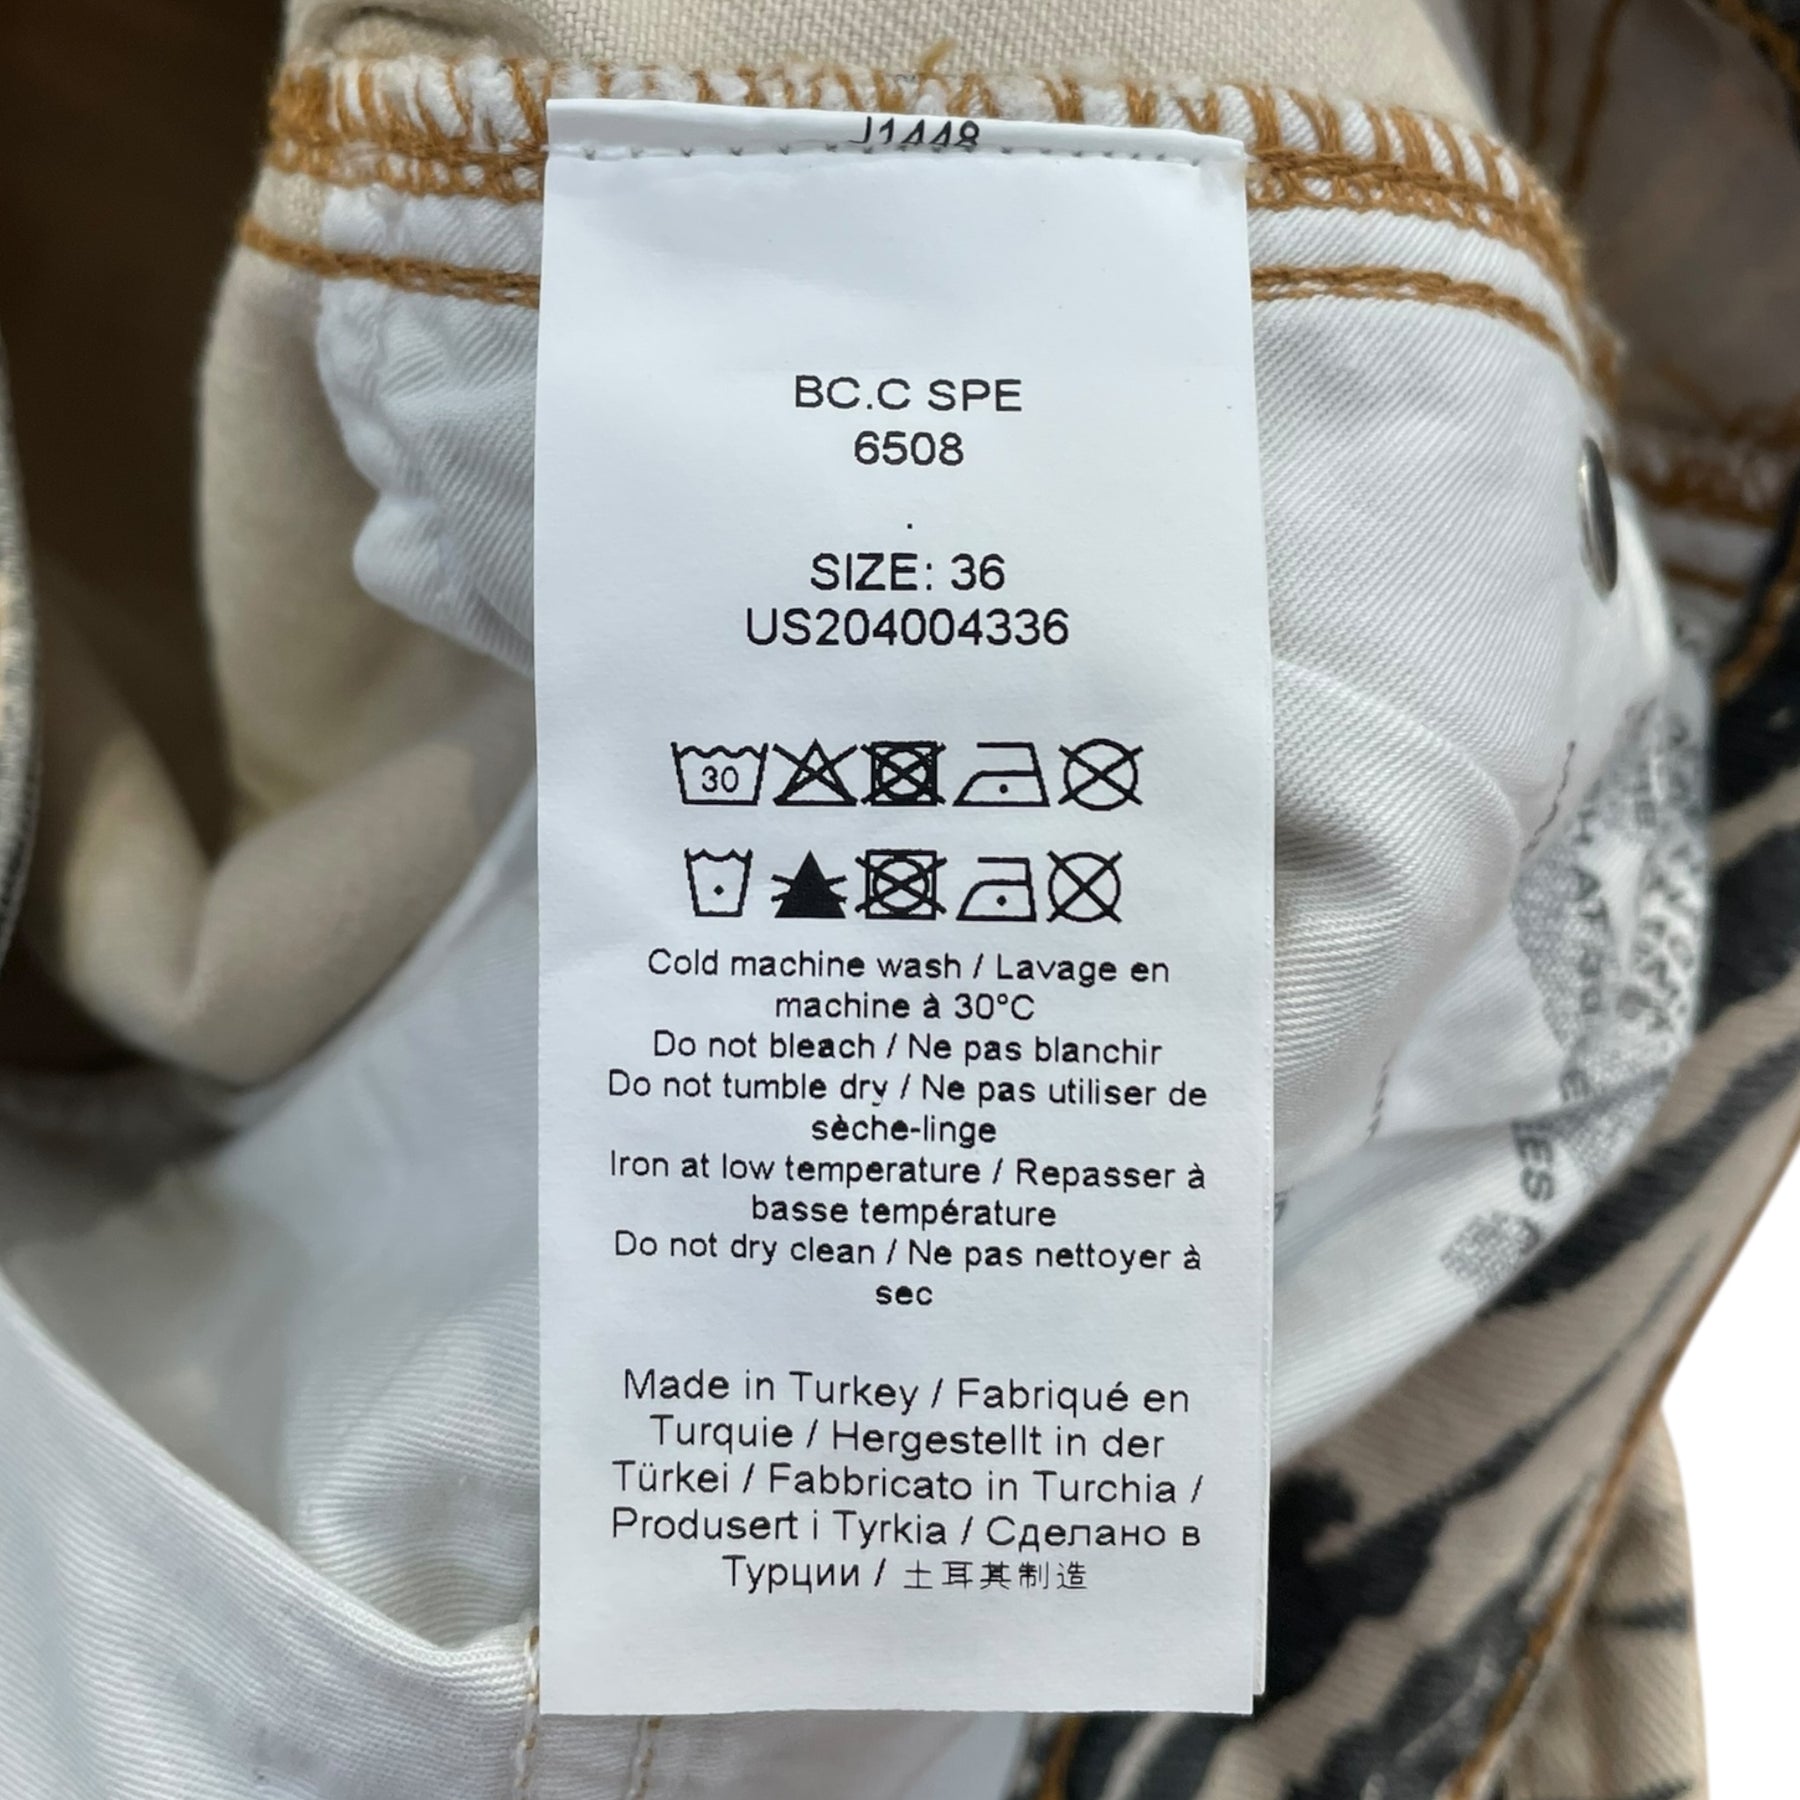 J1448
BC.C SPE
6508
.
SIZE: 36
US204004336
30
Cold machine wash / Lavage en
machine à 30°C
Do not bleach / Ne pas blanchir
Do not tumble dry / Ne pas utiliser de
sèche-linge
Iron at low temperature / Repasser à
basse température
Do not dry clean / Ne pas nettoyer à
sec
Made in Turkey / Fabriqué en
Turquie / Hergestellt in der
Türkei / Fabbricato in Turchia /
Produsert i Tyrkia / Сделано в
Турции / 土耳其制造